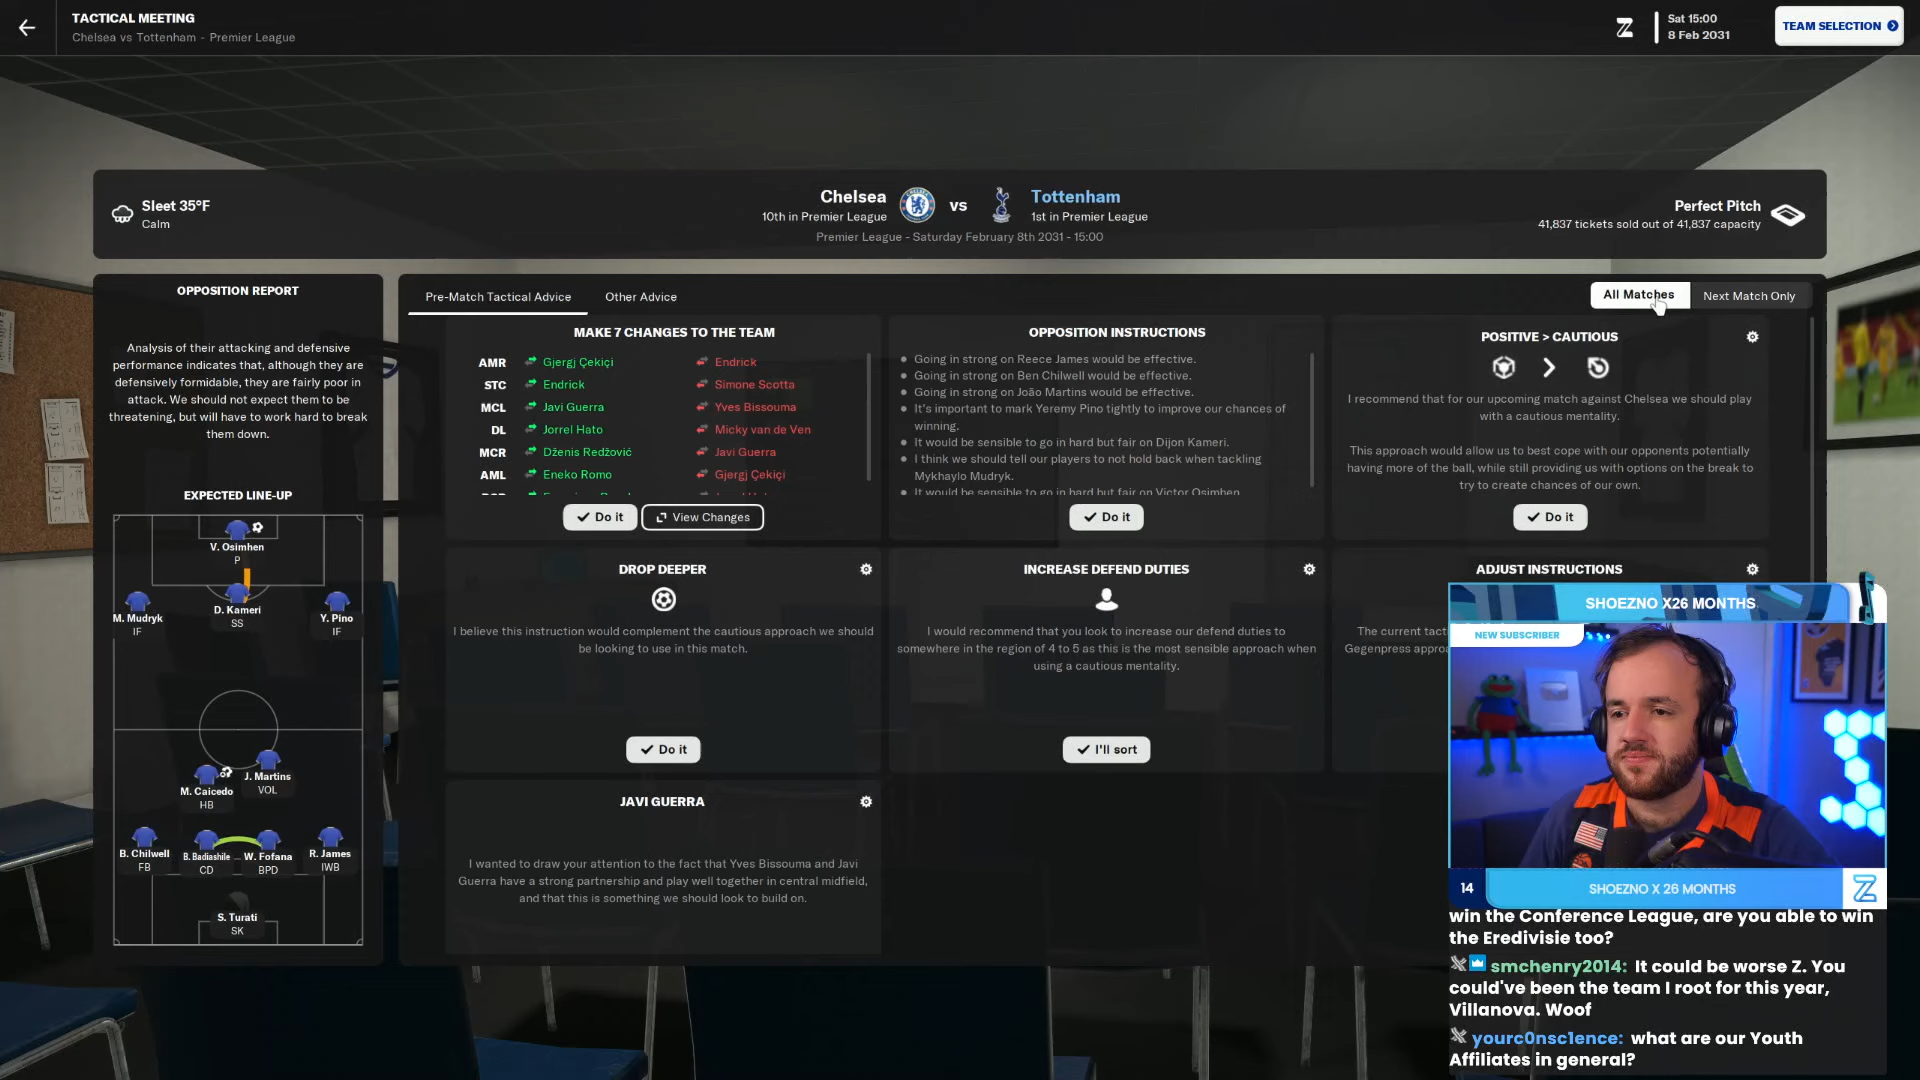 TACTICAL MEETING
Chelsea vs Tottenham - Premier League
Sat 15:00
8 Feb 2031
TEAM SELECTION
Sleet 35°F
Calm
Chelsea
10th in Premier League
vs
Tottenham
1st in Premier League
Premier League - Saturday February 8th 2031 - 15:00
Perfect Pitch
41,837 tickets sold out of 41,837 capacity
OPPOSITION REPORT
Analysis of their attacking and defensive
performance indicates that, although they are
defensively formidable, they are fairly poor in
attack. We should not expect them to be
threatening, but will have to work hard to break
them down.
EXPECTED LINE-UP
V. Osimhen
P
M. Mudryk
IF
D. Kameri
SS
Y. Pino
IF
M. Caicedo
HB
J. Martins
VOL
B. Chilwell
FB
B. Badiashile
CD
W. Fofana
BPD
R. James
IWB
S. Turati
SK
Pre-Match Tactical Advice
Other Advice
All Matches
Next Match Only
MAKE 7 CHANGES TO THE TEAM
AMR Gjergj Çekiçi Endrick
STC Endrick Simone Scotta
MCL Javi Guerra Yves Bissouma
DL Jorrel Hato Micky van de Ven
MCR Dženis Redžović Javi Guerra
AML Eneko Romo Gjergj Çekiçi
Do it
View Changes
OPPOSITION INSTRUCTIONS
Going in strong on Reece James would be effective.
Going in strong on Ben Chilwell would be effective.
Going in strong on João Martins would be effective.
It's important to mark Yeremy Pino tightly to improve our chances of
winning.
It would be sensible to go in hard but fair on Dijon Kameri.
I think we should tell our players to not hold back when tackling
Mykhaylo Mudryk.
It would be sensible to go in hard but fair on Victor Osimhen.
Do it
POSITIVE > CAUTIOUS
I recommend that for our upcoming match against Chelsea we should play
with a cautious mentality.
This approach would allow us to best cope with our opponents potentially
having more of the ball, while still providing us with options on the break to
try to create chances of our own.
Do it
DROP DEEPER
I believe this instruction would complement the cautious approach we should
be looking to use in this match.
Do it
INCREASE DEFEND DUTIES
I would recommend that you look to increase our defend duties to
somewhere in the region of 4 to 5 as this is the most sensible approach when
using a cautious mentality.
I'll sort
ADJUST INSTRUCTIONS
The current tact
Gegenpress appro
JAVI GUERRA
I wanted to draw your attention to the fact that Yves Bissouma and Javi
Guerra have a strong partnership and play well together in central midfield,
and that this is something we should look to build on.
SHOEZNO X26 MONTHS
NEW SUBSCRIBER
14
SHOEZNO X 26 MONTHS
win the Conference League, are you able to win
the Eredivisie too?
smchenry2014: It could be worse Z. You
could've been the team I root for this year,
Villanova. Woof
yourc0nsc1ence: what are our Youth
Affiliates in general?